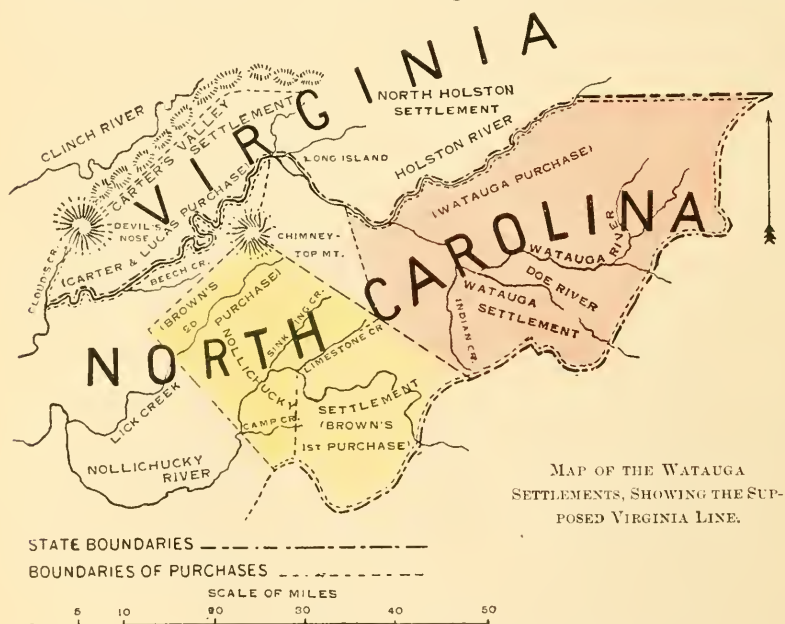 VIRGINIA
NORTH HOLSTON
SETTLEMENT
CLINCH RIVER
CARTER'S VALLEY
SETTLEMENT
LONG ISLAND
HOLSTON RIVER
(WATAUGA PURCHASE)
DEVIL'S
NOSE
(CARTER & LUCAS PURCHASE)
CHIMNEY-
TOP MT.
CLOUD'S CR.
BEECH CR.
NORTH CAROLINA
WATAUGA RIVER
DOE RIVER
WATAUGA
SETTLEMENT
INDIAN CR.
(BROWN'S
2D PURCHASE)
SINKING CR.
LIMESTONE CR.
NOLLICHUCKY
SETTLEMENT
(BROWN'S
1ST PURCHASE)
CAMP CR.
LICK CREEK
NOLLICHUCKY
RIVER
MAP OF THE WATAUGA
SETTLEMENTS, SHOWING THE SUP-
POSED VIRGINIA LINE.
STATE BOUNDARIES
BOUNDARIES OF PURCHASES
SCALE OF MILES
5 10 20 30 40 50